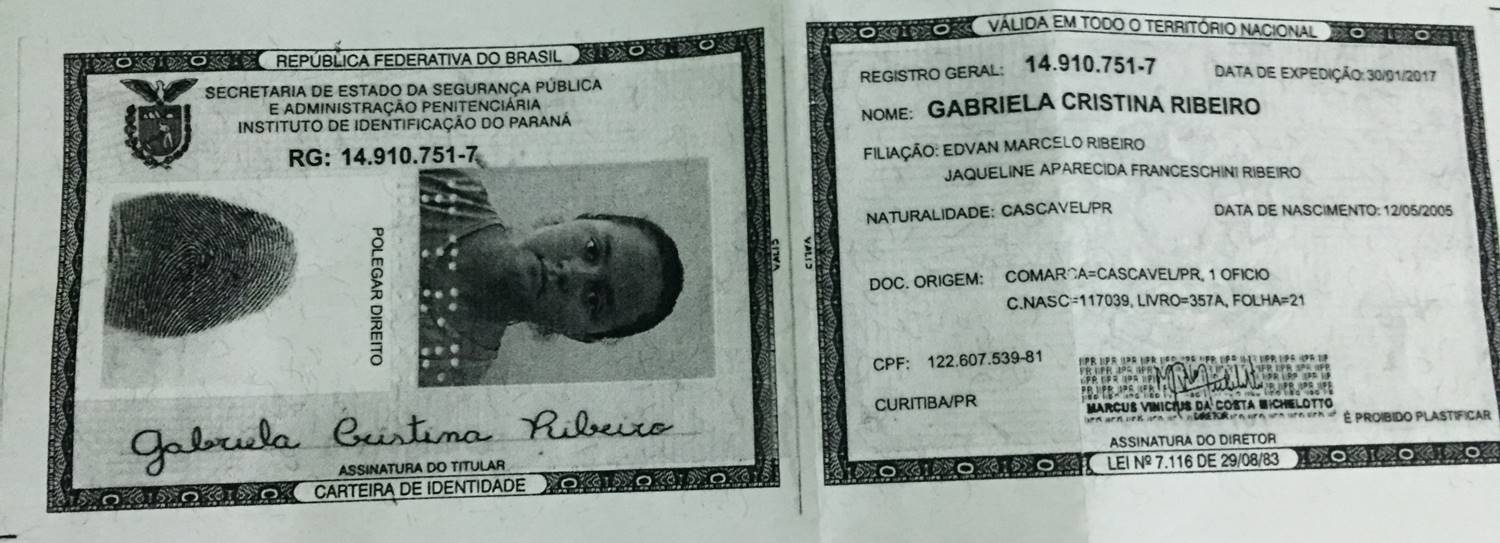 REPÚBLICA FEDERATIVA DO BRASIL
SECRETARIA DE ESTADO DA SEGURANÇA PÚBLICA
E ADMINISTRAÇÃO PENITENCIÁRIA
INSTITUTO DE IDENTIFICAÇÃO DO PARANÁ
RG: 14.910.751-7
POLEGAR DIREITO
Gabriela Cristina Ribeiro
ASSINATURA DO TITULAR
CARTEIRA DE IDENTIDADE
VÁLIDA EM TODO O TERRITÓRIO NACIONAL
REGISTRO GERAL: 14.910.751-7 DATA DE EXPEDIÇÃO: 30/01/2017
NOME: GABRIELA CRISTINA RIBEIRO
FILIAÇÃO: EDVAN MARCELO RIBEIRO
JAQUELINE APARECIDA FRANCESCHINI RIBEIRO
NATURALIDADE: CASCAVEL/PR DATA DE NASCIMENTO: 12/05/2005
DOC. ORIGEM: COMARCA=CASCAVEL/PR, 1 OFICIO
C.NASC=117039, LIVRO=357A, FOLHA=21
CPF: 122.607.539-81
CURITIBA/PR
MARCUS VINICIUS DA COSTA MICHELOTTO
DIRETOR
É PROIBIDO PLASTIFICAR
ASSINATURA DO DIRETOR
LEI Nº 7.116 DE 29/08/83